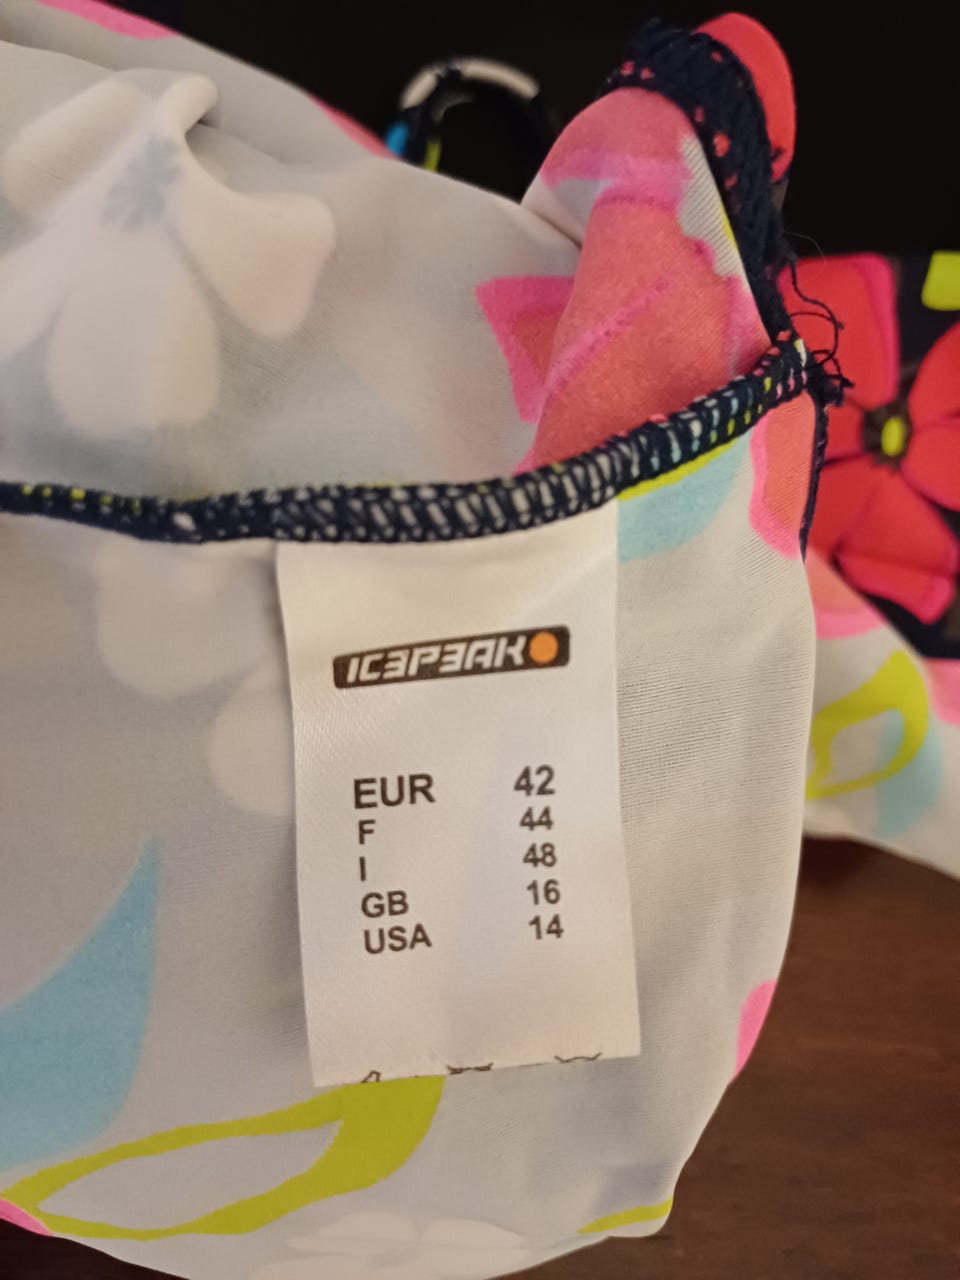 ICEPEAK
EUR 42
F 44
I 48
GB 16
USA 14